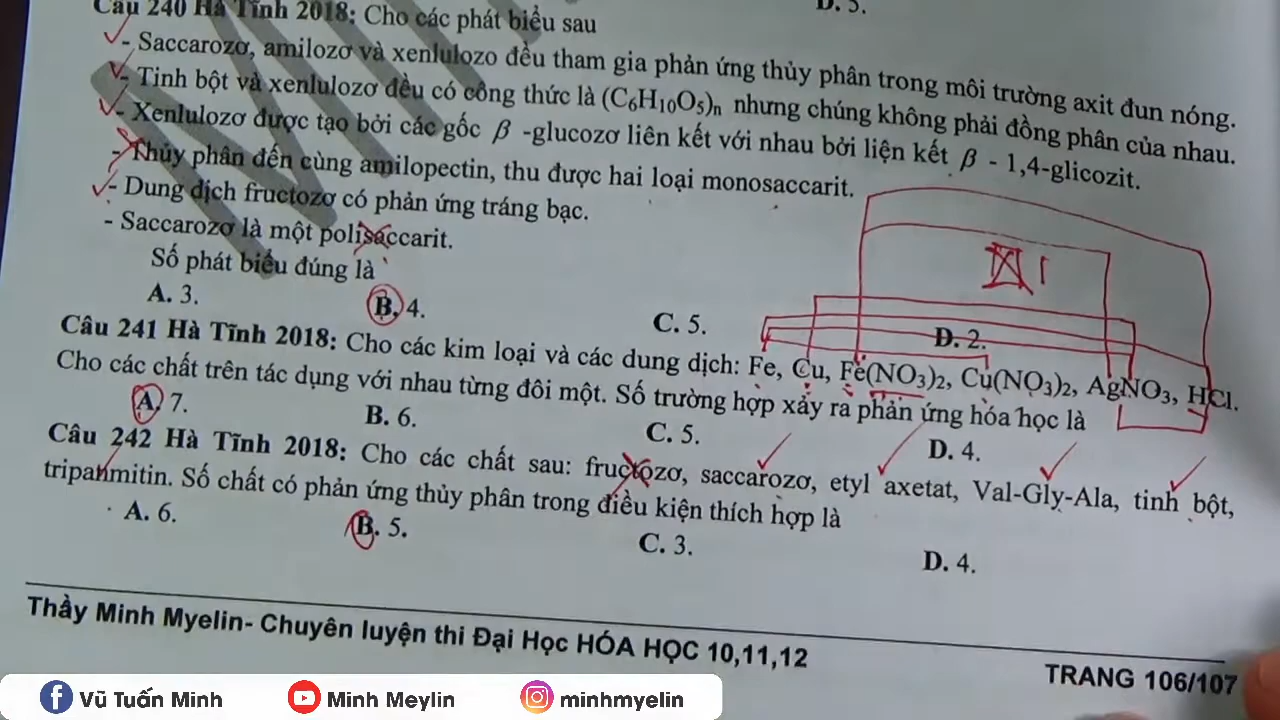 D. 5.
Câu 240 Hà Tĩnh 2018: Cho các phát biểu sau
- Saccarozơ, amilozơ và xenlulozo đều tham gia phản ứng thủy phân trong môi trường axit đun nóng.
- Tinh bột và xenlulozơ đều có công thức là (C₆H₁₀O₅)ₙ nhưng chúng không phải đồng phân của nhau.
- Xenlulozơ được tạo bởi các gốc β -glucozơ liên kết với nhau bởi liện kết β - 1,4-glicozit.
- Thủy phân đến cùng amilopectin, thu được hai loại monosaccarit.
- Dung dịch fructozơ có phản ứng tráng bạc.
- Saccarozơ là một polisaccarit.
Số phát biểu đúng là
A. 3. B. 4. C. 5. D. 2.
Câu 241 Hà Tĩnh 2018: Cho các kim loại và các dung dịch: Fe, Cu, Fe(NO₃)₂, Cu(NO₃)₂, AgNO₃, HCl.
Cho các chất trên tác dụng với nhau từng đôi một. Số trường hợp xảy ra phản ứng hóa học là
A. 7. B. 6. C. 5. D. 4.
Câu 242 Hà Tĩnh 2018: Cho các chất sau: fructozơ, saccarozơ, etyl axetat, Val-Gly-Ala, tinh bột,
tripanmitin. Số chất có phản ứng thủy phân trong điều kiện thích hợp là
A. 6. B. 5. C. 3. D. 4.
Thầy Minh Myelin- Chuyên luyện thi Đại Học HÓA HỌC 10,11,12
TRANG 106/107
Vũ Tuấn Minh Minh Meylin minhmyelin